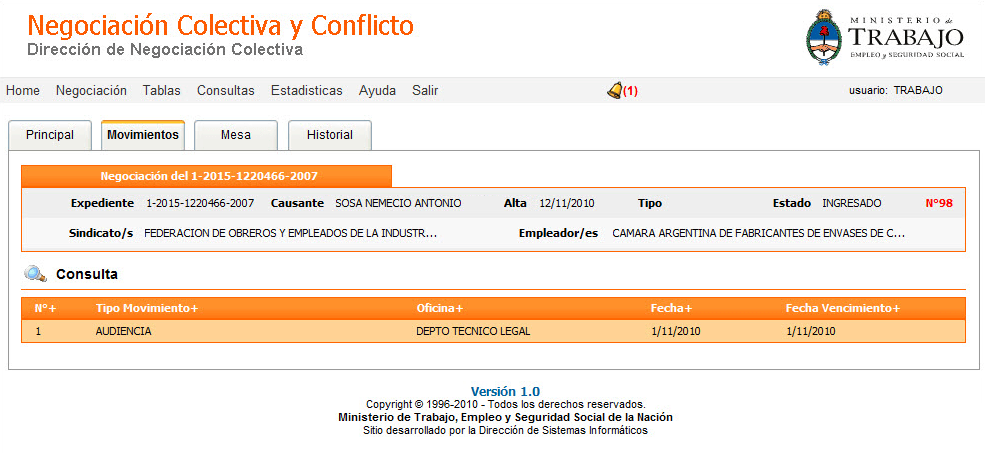 Negociación Colectiva y Conflicto
Dirección de Negociación Colectiva
MINISTERIO de
TRABAJO
EMPLEO y SEGURIDAD SOCIAL
Home Negociación Tablas Consultas Estadisticas Ayuda Salir (1) usuario: TRABAJO
Principal Movimientos Mesa Historial
Negociación del 1-2015-1220466-2007
Expediente 1-2015-1220466-2007 Causante SOSA NEMECIO ANTONIO Alta 12/11/2010 Tipo Estado INGRESADO N°98
Sindicato/s FEDERACION DE OBREROS Y EMPLEADOS DE LA INDUSTR... Empleador/es CAMARA ARGENTINA DE FABRICANTES DE ENVASES DE C...
Consulta
N°+ Tipo Movimiento+ Oficina+ Fecha+ Fecha Vencimiento+
1 AUDIENCIA DEPTO TECNICO LEGAL 1/11/2010 1/11/2010
Versión 1.0
Copyright © 1996-2010 - Todos los derechos reservados.
Ministerio de Trabajo, Empleo y Seguridad Social de la Nación
Sitio desarrollado por la Dirección de Sistemas Informáticos